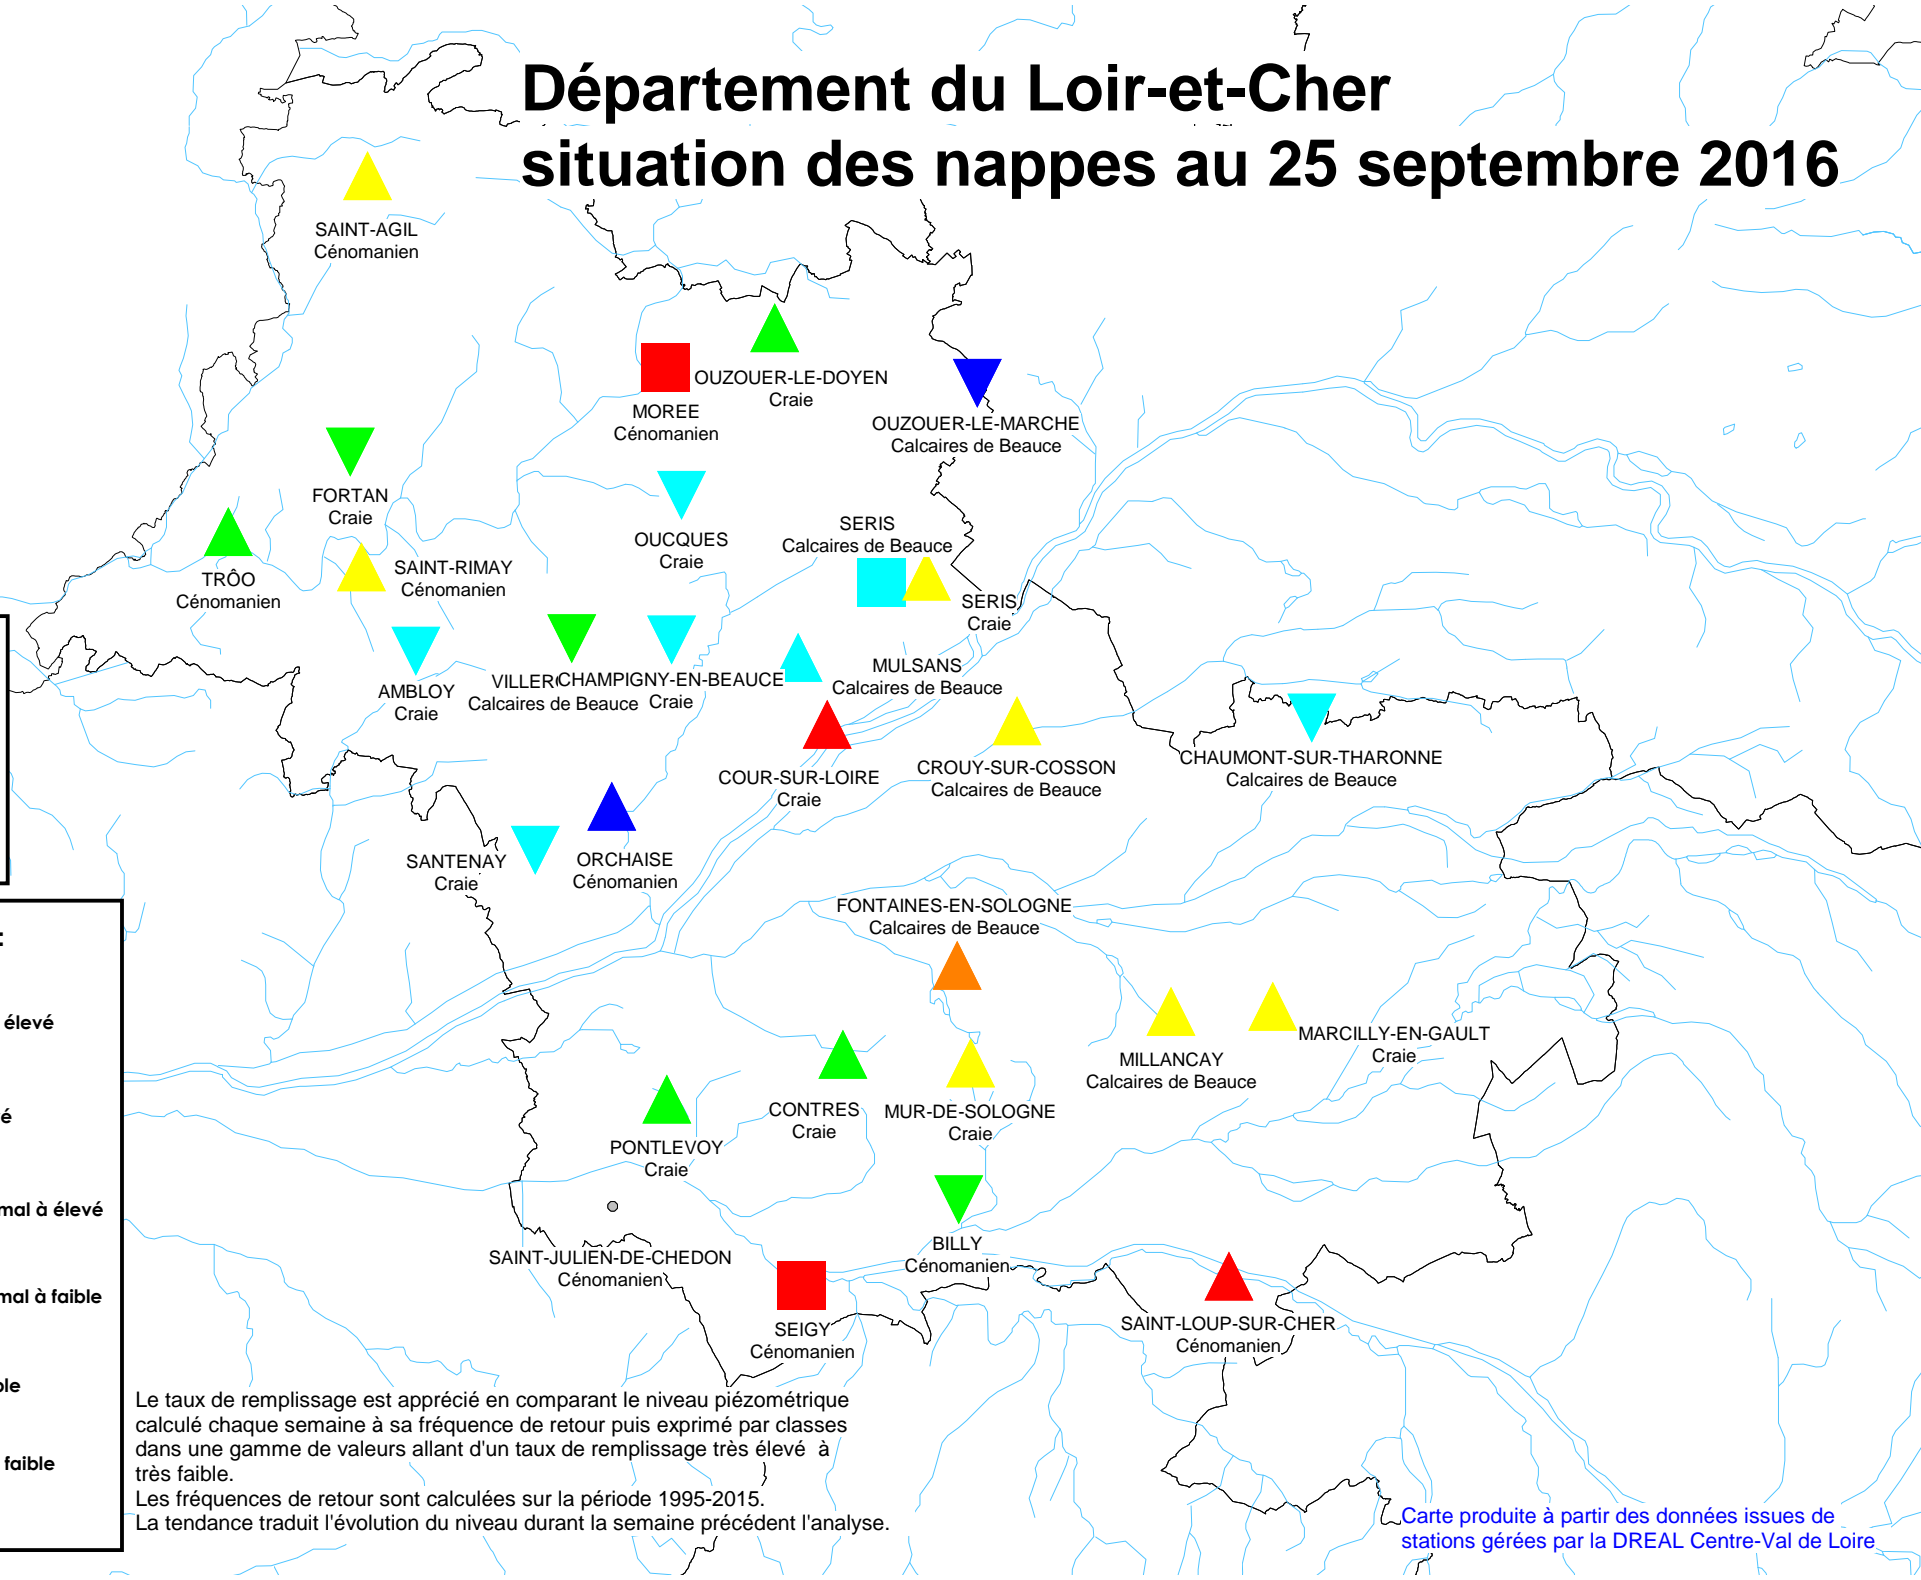 Département du Loir-et-Cher
situation des nappes au 25 septembre 2016
SAINT-AGIL
Cénomanien
OUZOUER-LE-DOYEN
Craie
MOREE
Cénomanien
OUZOUER-LE-MARCHE
Calcaires de Beauce
FORTAN
Craie
OUCQUES
Craie
SERIS
Calcaires de Beauce
TRÔO
Cénomanien
SAINT-RIMAY
Cénomanien
SERIS
Craie
AMBLOY
Craie
Calcaires de Beauce
CHAMPIGNY-EN-BEAUCE
Craie
MULSANS
Calcaires de Beauce
COUR-SUR-LOIRE
Craie
CROUY-SUR-COSSON
Calcaires de Beauce
CHAUMONT-SUR-THARONNE
Calcaires de Beauce
SANTENAY
Craie
ORCHAISE
Cénomanien
FONTAINES-EN-SOLOGNE
Calcaires de Beauce
MILLANCAY
Calcaires de Beauce
MARCILLY-EN-GAULT
Craie
CONTRES
Craie
MUR-DE-SOLOGNE
Craie
PONTLEVOY
Craie
SAINT-JULIEN-DE-CHEDON
Cénomanien
BILLY
Cénomanien
SEIGY
Cénomanien
SAINT-LOUP-SUR-CHER
Cénomanien
:
élevé
à élevé
à faible
faible
Le taux de remplissage est apprécié en comparant le niveau piézométrique
calculé chaque semaine à sa fréquence de retour puis exprimé par classes
dans une gamme de valeurs allant d'un taux de remplissage très élevé à
très faible.
Les fréquences de retour sont calculées sur la période 1995-2015.
La tendance traduit l'évolution du niveau durant la semaine précédent l'analyse.
Carte produite à partir des données issues de
stations gérées par la DREAL Centre-Val de Loire